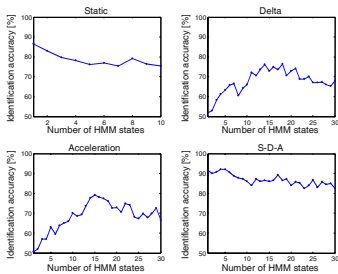 Static
Identification accuracy [%]
100
90
80
70
60
50
2 4 6 8 10
Number of HMM states
Delta
Identification accuracy [%]
100
90
80
70
60
50
5 10 15 20 25 30
Number of HMM states
Acceleration
Identification accuracy [%]
100
90
80
70
60
50
5 10 15 20 25 30
Number of HMM states
S-D-A
Identification accuracy [%]
100
90
80
70
60
50
5 10 15 20 25 30
Number of HMM states